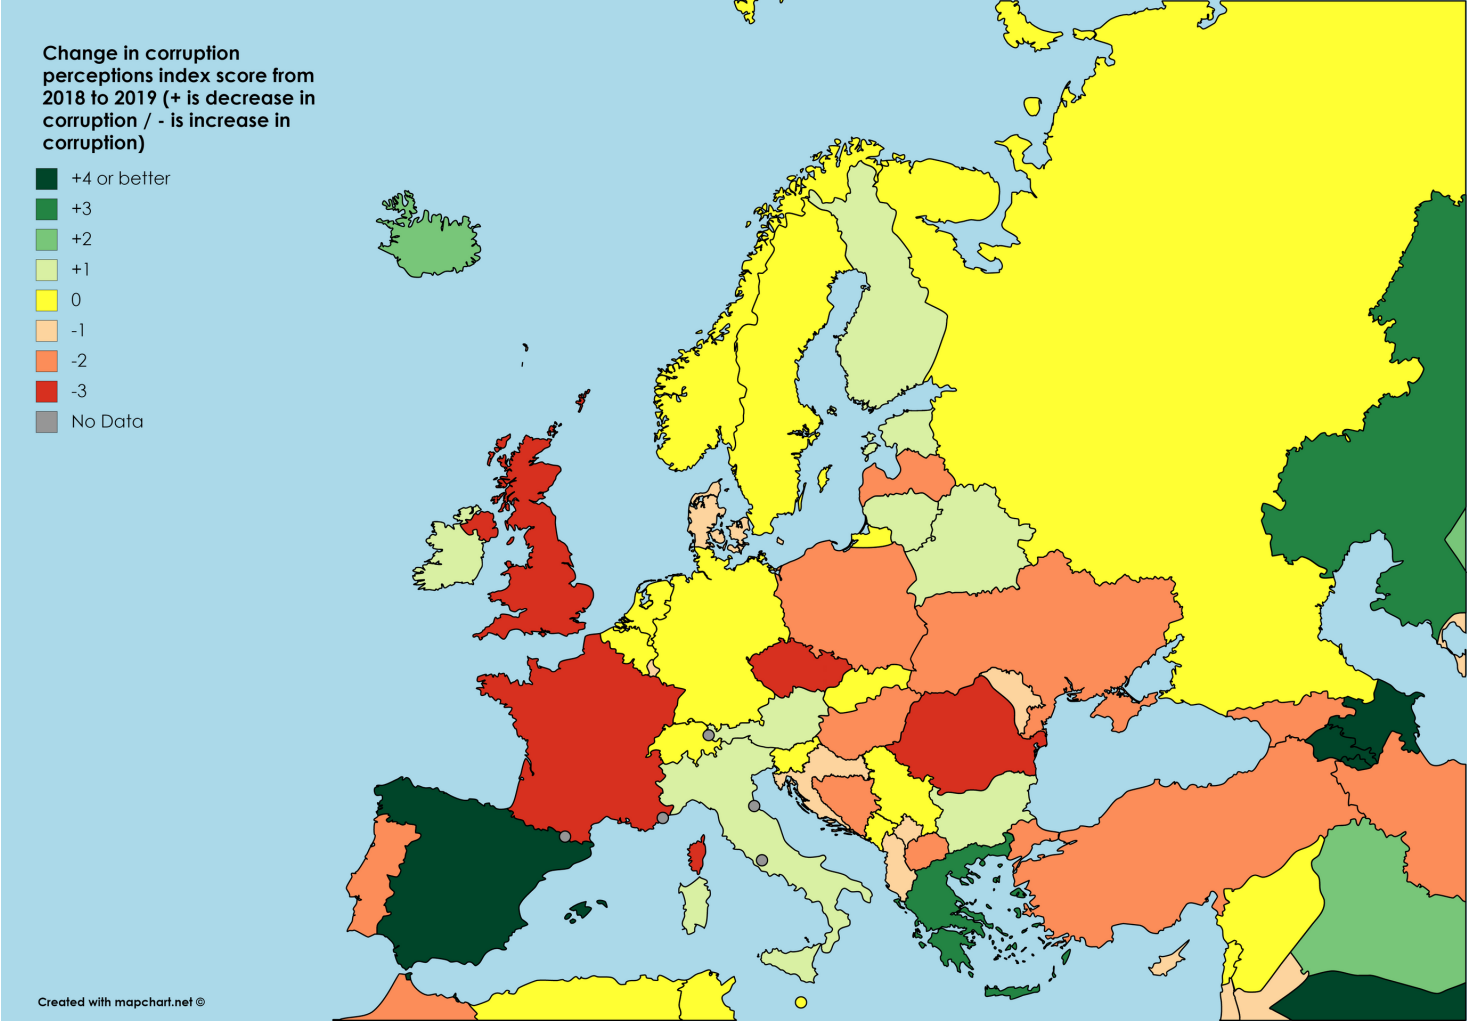 Change in corruption
perceptions index score from
2018 to 2019 (+ is decrease in
corruption / - is increase in
corruption)
+4 or better
+3
+2
+1
0
-1
-2
-3
No Data
Created with mapchart.net ©